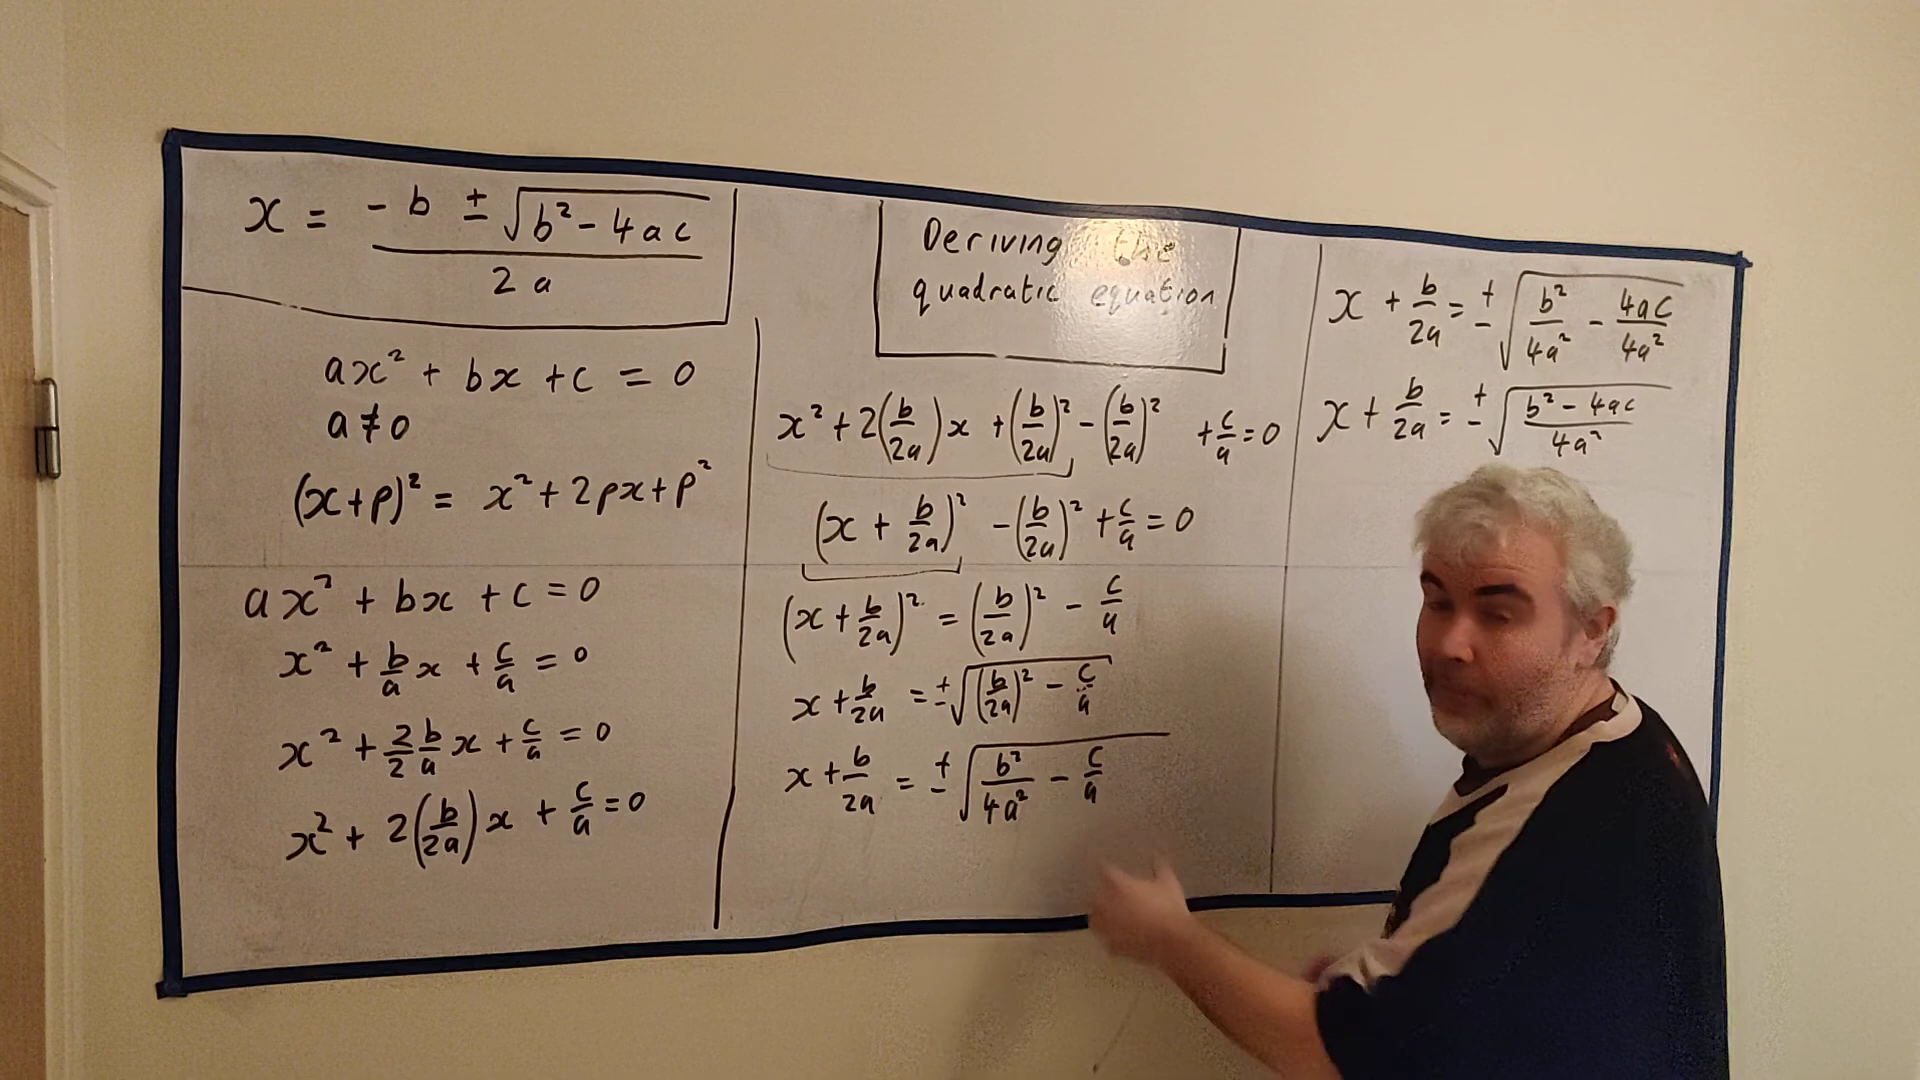 x = -b ± √(b² - 4ac) / 2a
ax² + bx + c = 0
a ≠ 0
(x+p)² = x² + 2px + p²
ax² + bx + c = 0
x² + b/a x + c/a = 0
x² + 2/2 b/a x + c/a = 0
x² + 2(b/2a)x + c/a = 0
Deriving the
quadratic equation
x² + 2(b/2a)x + (b/2a)² - (b/2a)² + c/a = 0
(x + b/2a)² - (b/2a)² + c/a = 0
(x + b/2a)² = (b/2a)² - c/a
x + b/2a = ±√((b/2a)² - c/a)
x + b/2a = ±√(b²/4a² - c/a)
x + b/2a = ±√(b²/4a² - 4ac/4a²)
x + b/2a = ±√((b² - 4ac)/4a²)